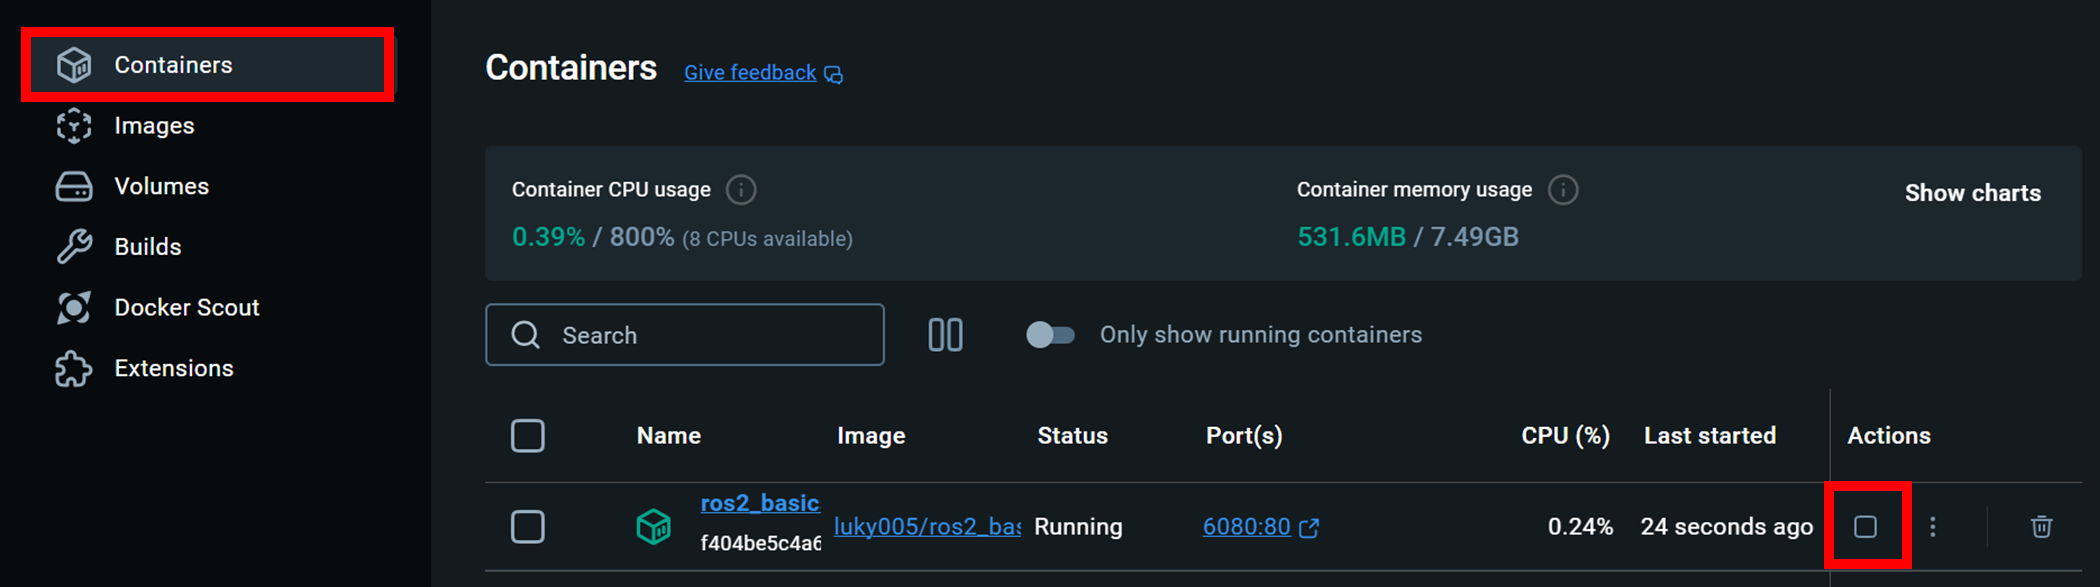 Containers
Images
Volumes
Builds
Docker Scout
Extensions
Containers Give feedback
Container CPU usage
0.39% / 800% (8 CPUs available)
Container memory usage
531.6MB / 7.49GB
Show charts
Search
Only show running containers
Name Image Status Port(s) CPU (%) Last started Actions
ros2_basic
f404be5c4a6
luky005/ros2_bas
Running
6080:80
0.24%
24 seconds ago